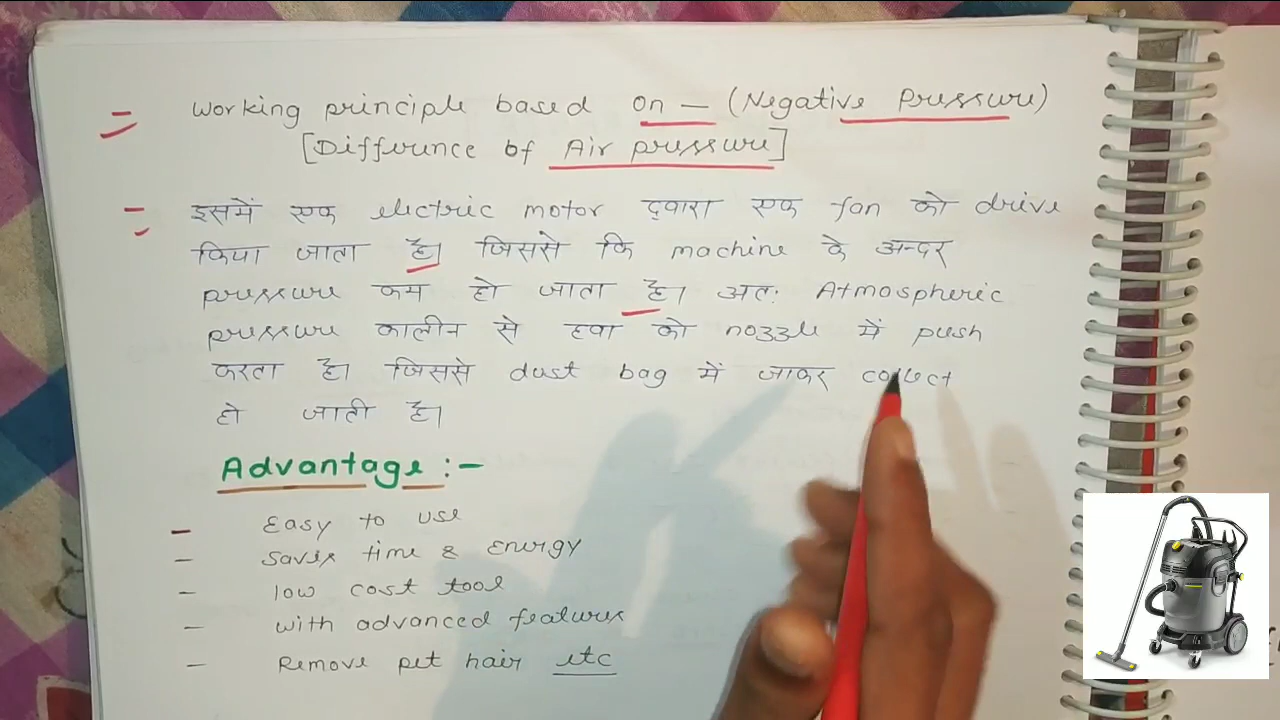 Working principle based on — (Negative Pressure)
[Difference of Air pressure]
इसमें एक electric motor द्वारा एक fan को drive
किया जाता है। जिससे कि machine के अन्दर
pressure कम हो जाता है। अतः Atmospheric
pressure कालीन से हवा को nozzle में push
करता है। जिससे dust bag में जाकर collect
हो जाती है।
Advantage :-
- Easy to use
- Saves time & Energy
- low cost tool
- with advanced features
- Remove pet hair etc